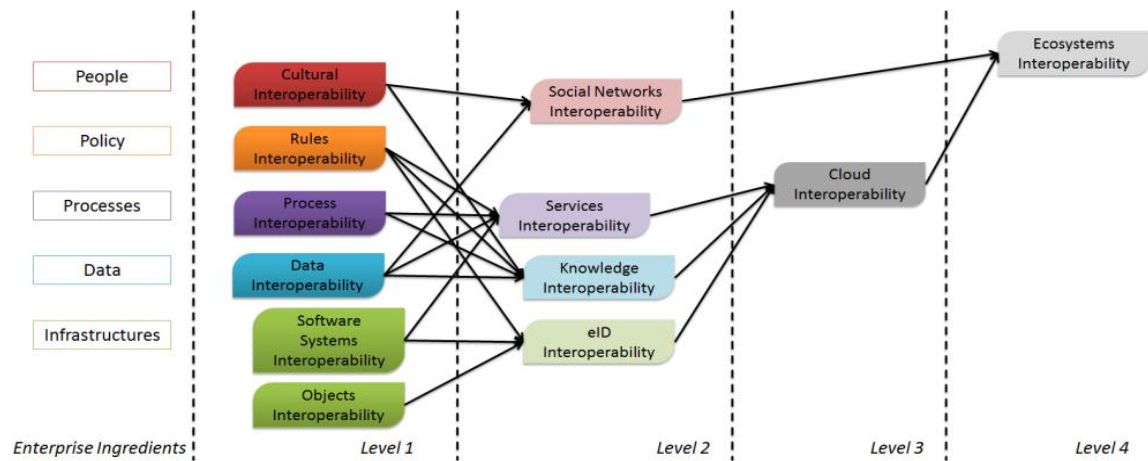 People
Policy
Processes
Data
Infrastructures
Cultural
Interoperability
Rules
Interoperability
Process
Interoperability
Data
Interoperability
Software
Systems
Interoperability
Objects
Interoperability
Social Networks
Interoperability
Services
Interoperability
Knowledge
Interoperability
eID
Interoperability
Cloud
Interoperability
Ecosystems
Interoperability
Enterprise Ingredients
Level 1
Level 2
Level 3
Level 4